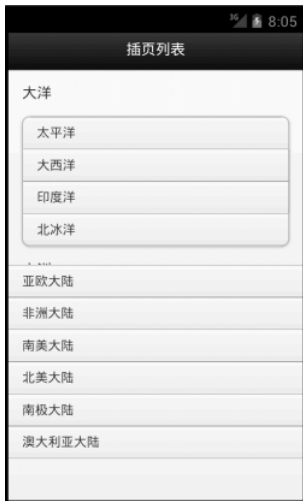 3G 8:05
插页列表
大洋
太平洋
大西洋
印度洋
北冰洋
亚欧大陆
非洲大陆
南美大陆
北美大陆
南极大陆
澳大利亚大陆